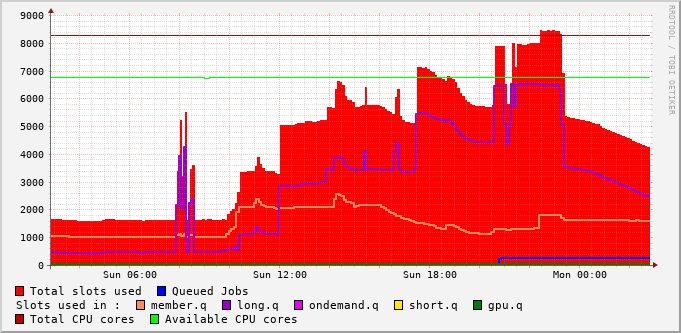 9000
8000
7000
6000
5000
4000
3000
2000
1000
0
Sun 06:00 Sun 12:00 Sun 18:00 Mon 00:00
RRDTOOL / TOBI OETIKER
Total slots used Queued Jobs
Slots used in : member.q long.q ondemand.q short.q gpu.q
Total CPU cores Available CPU cores